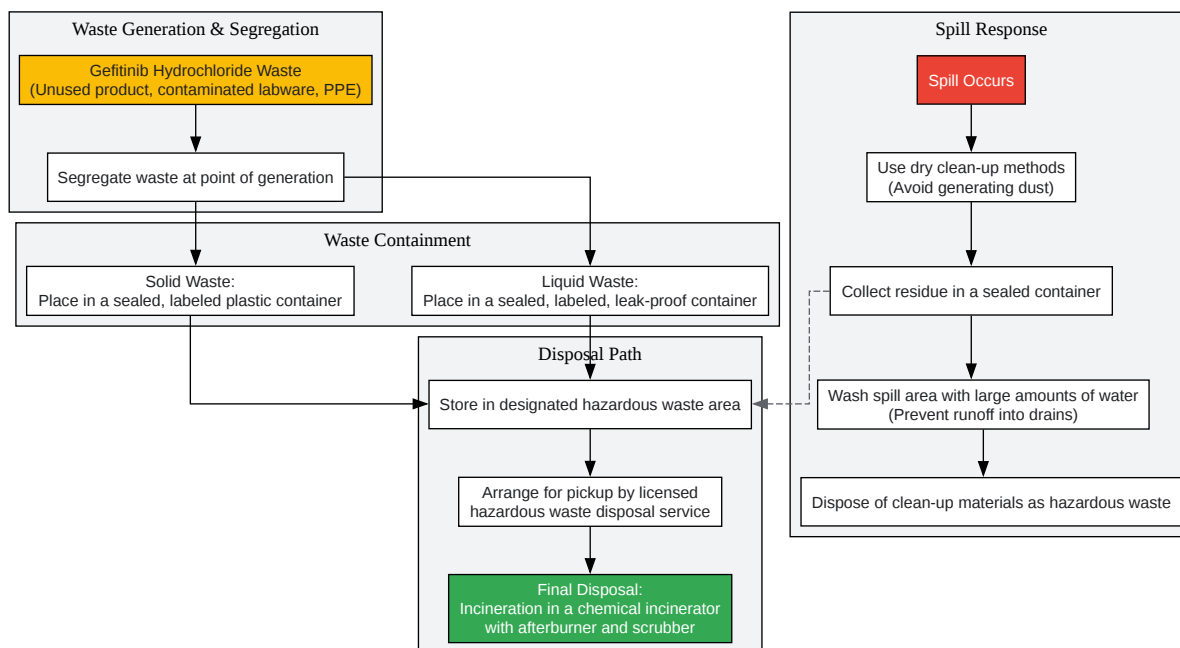 Waste Generation & Segregation
Gefitinib Hydrochloride Waste
(Unused product, contaminated labware, PPE)
Segregate waste at point of generation
Waste Containment
Solid Waste:
Place in a sealed, labeled plastic container
Liquid Waste:
Place in a sealed, labeled, leak-proof container
Disposal Path
Store in designated hazardous waste area
Arrange for pickup by licensed
hazardous waste disposal service
Final Disposal:
Incineration in a chemical incinerator
with afterburner and scrubber
Spill Response
Spill Occurs
Use dry clean-up methods
(Avoid generating dust)
Collect residue in a sealed container
Wash spill area with large amounts of water
(Prevent runoff into drains)
Dispose of clean-up materials as hazardous waste